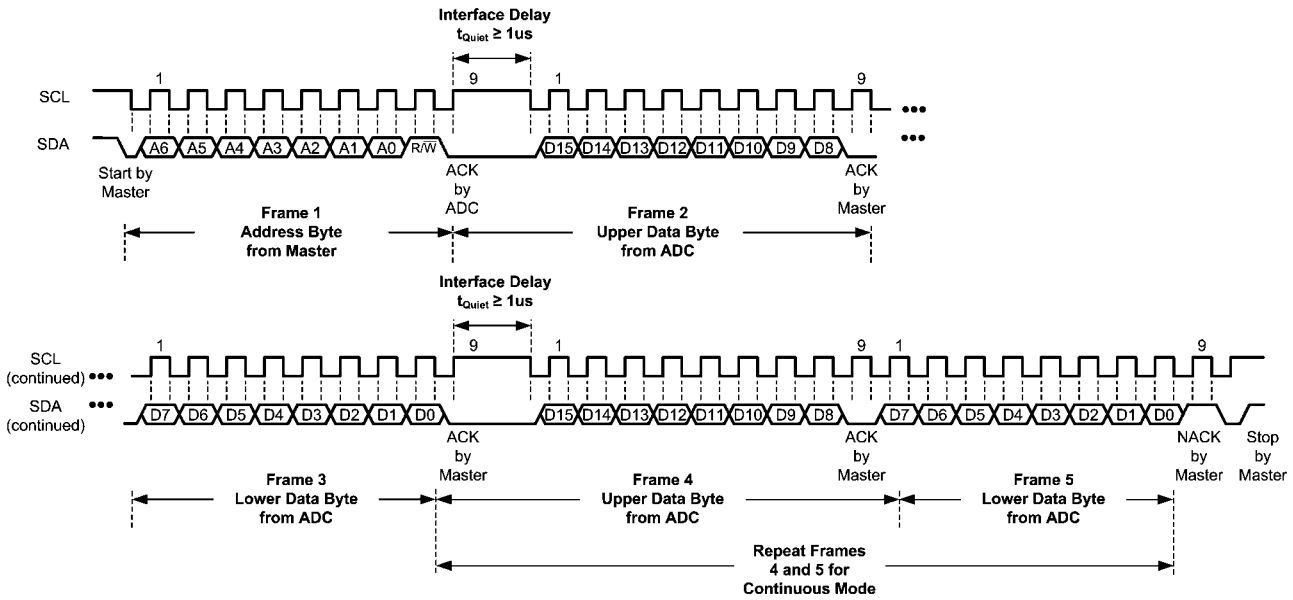 Interface Delay
tQuiet ≥ 1us
1 9 1 9
SCL
•••
SDA
A6 A5 A4 A3 A2 A1 A0 R/W̅ D15 D14 D13 D12 D11 D10 D9 D8
•••
Start by
Master
ACK
by
ADC
ACK
by
Master
Frame 1
Address Byte
from Master
Frame 2
Upper Data Byte
from ADC
Interface Delay
tQuiet ≥ 1us
1 9 1 9 1 9
SCL
(continued)
•••
•••
SDA
(continued)
•••
D7 D6 D5 D4 D3 D2 D1 D0 D15 D14 D13 D12 D11 D10 D9 D8 D7 D6 D5 D4 D3 D2 D1 D0
ACK
by
Master
ACK
by
Master
NACK
by
Master
Stop
by
Master
Frame 3
Lower Data Byte
from ADC
Frame 4
Upper Data Byte
from ADC
Frame 5
Lower Data Byte
from ADC
Repeat Frames
4 and 5 for
Continuous Mode